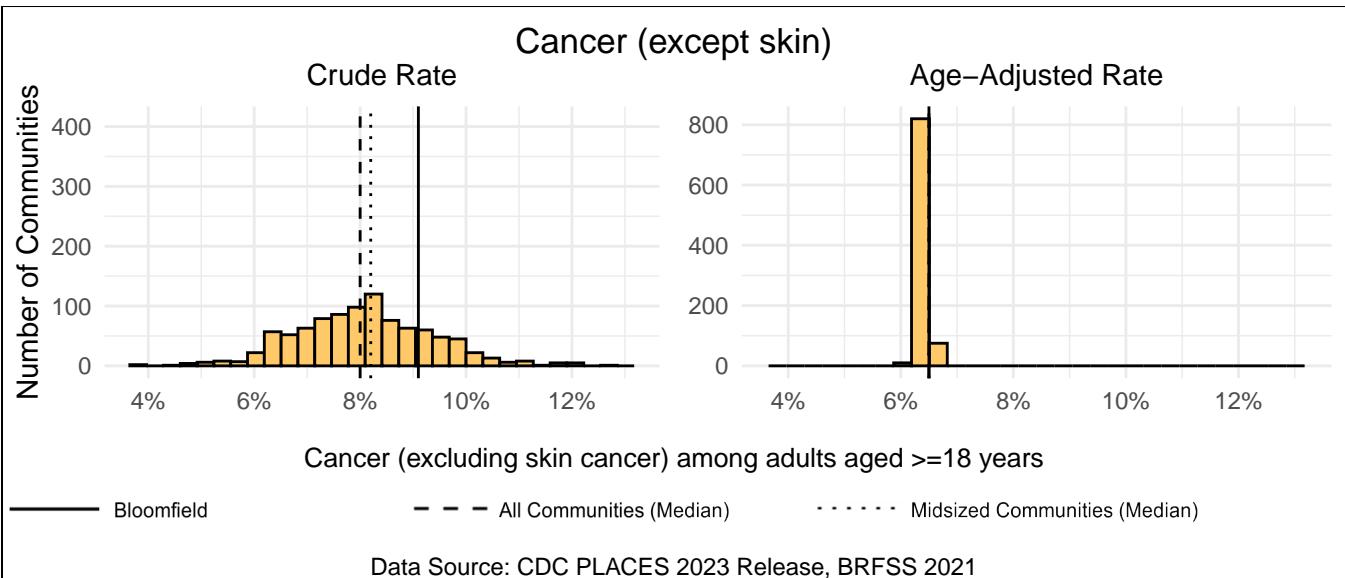 Cancer (except skin)
Crude Rate
Age−Adjusted Rate
Number of Communities
400
300
200
100
0
4%
6%
8%
10%
12%
800
600
400
200
0
4%
6%
8%
10%
12%
Cancer (excluding skin cancer) among adults aged >=18 years
Bloomfield
All Communities (Median)
Midsized Communities (Median)
Data Source: CDC PLACES 2023 Release, BRFSS 2021